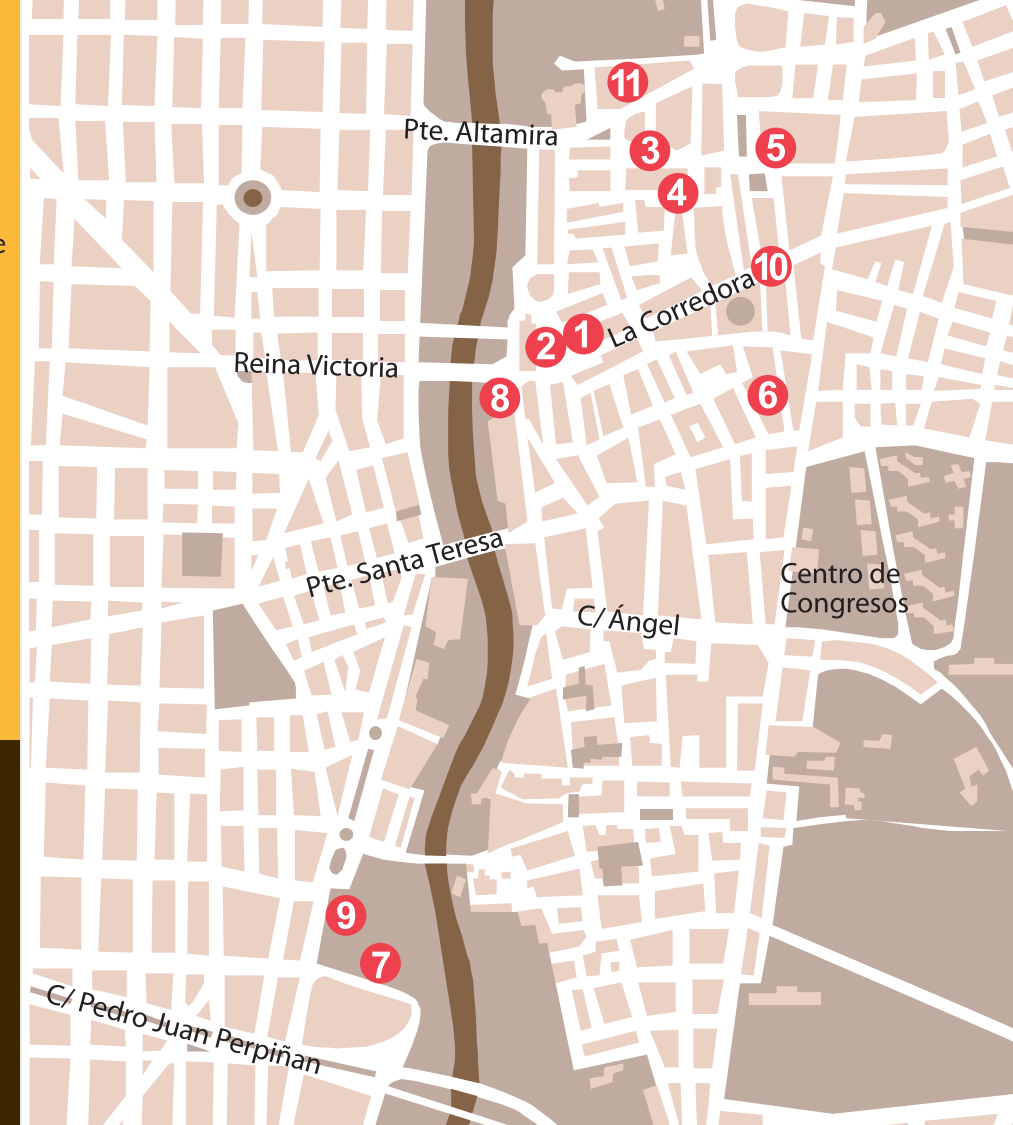 11
Pte. Altamira
3
5
4
e
10
La Corredora
1
2
Reina Victoria
8
6
Pte. Santa Teresa
Centro de
Congresos
C/ Ángel
9
7
C/ Pedro Juan Perpiñan